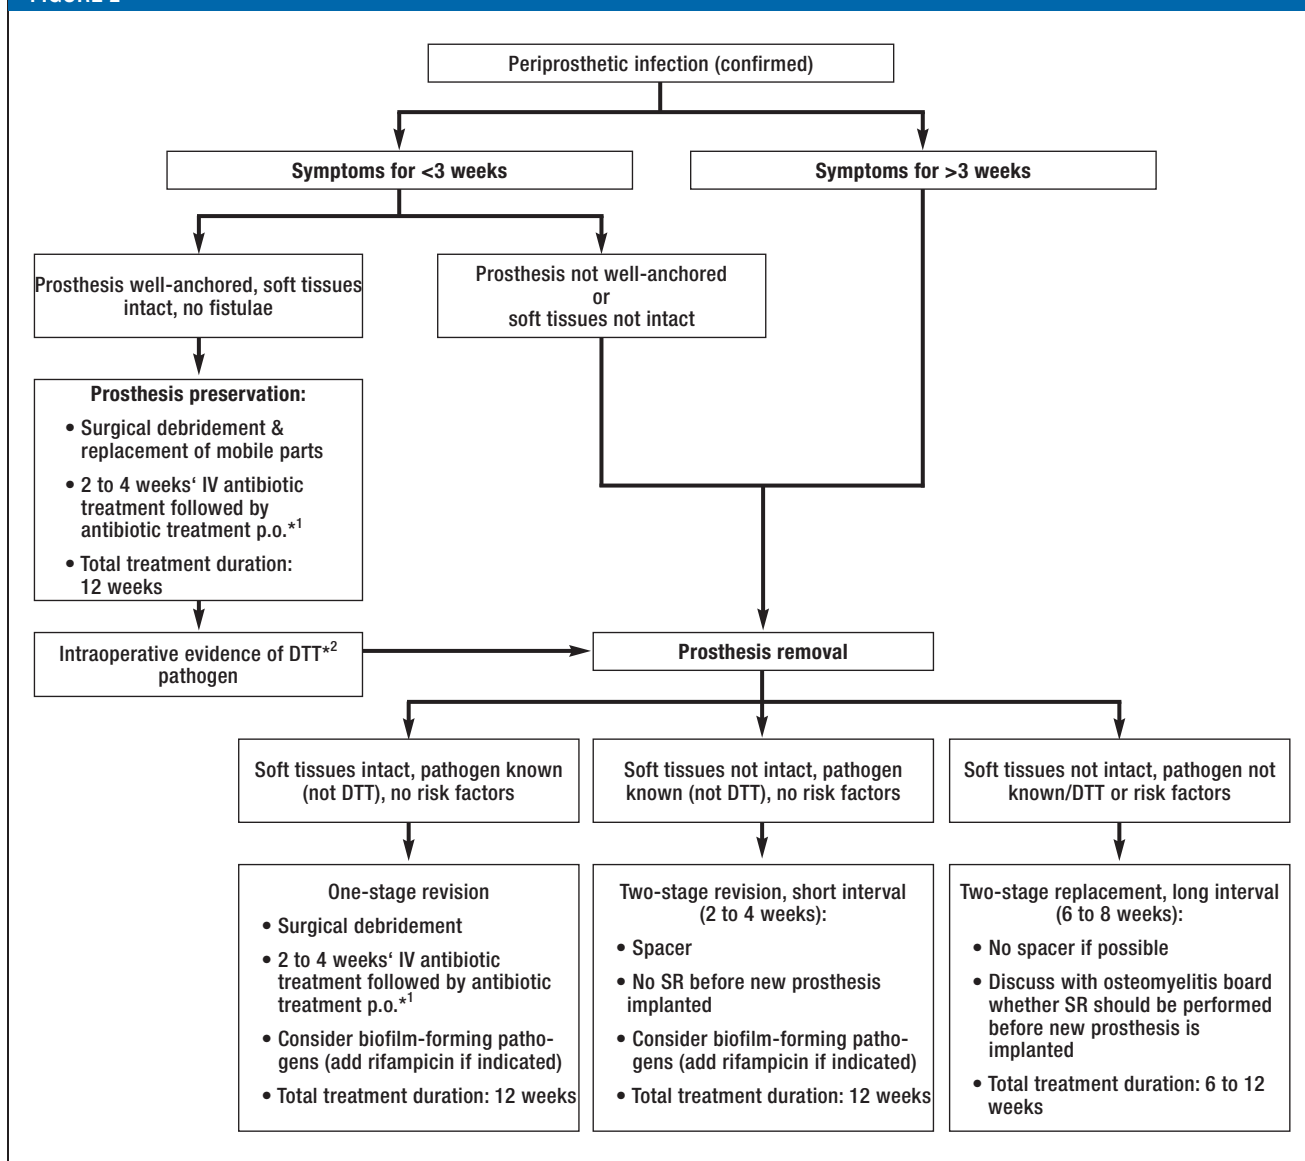 Periprosthetic infection (confirmed)
Symptoms for <3 weeks
Symptoms for >3 weeks
Prosthesis well-anchored, soft tissues
intact, no fistulae
Prosthesis not well-anchored
or
soft tissues not intact
Prosthesis preservation:
• Surgical debridement &
replacement of mobile parts
• 2 to 4 weeks‘ IV antibiotic
treatment followed by
antibiotic treatment p.o.*1
• Total treatment duration:
12 weeks
Intraoperative evidence of DTT*2
pathogen
Prosthesis removal
Soft tissues intact, pathogen known
(not DTT), no risk factors
Soft tissues not intact, pathogen
known (not DTT), no risk factors
Soft tissues not intact, pathogen not
known/DTT or risk factors
One-stage revision
• Surgical debridement
• 2 to 4 weeks‘ IV antibiotic
treatment followed by antibiotic
treatment p.o.*1
• Consider biofilm-forming patho-
gens (add rifampicin if indicated)
• Total treatment duration: 12 weeks
Two-stage revision, short interval
(2 to 4 weeks):
• Spacer
• No SR before new prosthesis
implanted
• Consider biofilm-forming patho-
gens (add rifampicin if indicated)
• Total treatment duration: 12 weeks
Two-stage replacement, long interval
(6 to 8 weeks):
• No spacer if possible
• Discuss with osteomyelitis board
whether SR should be performed
before new prosthesis is
implanted
• Total treatment duration: 6 to 12
weeks